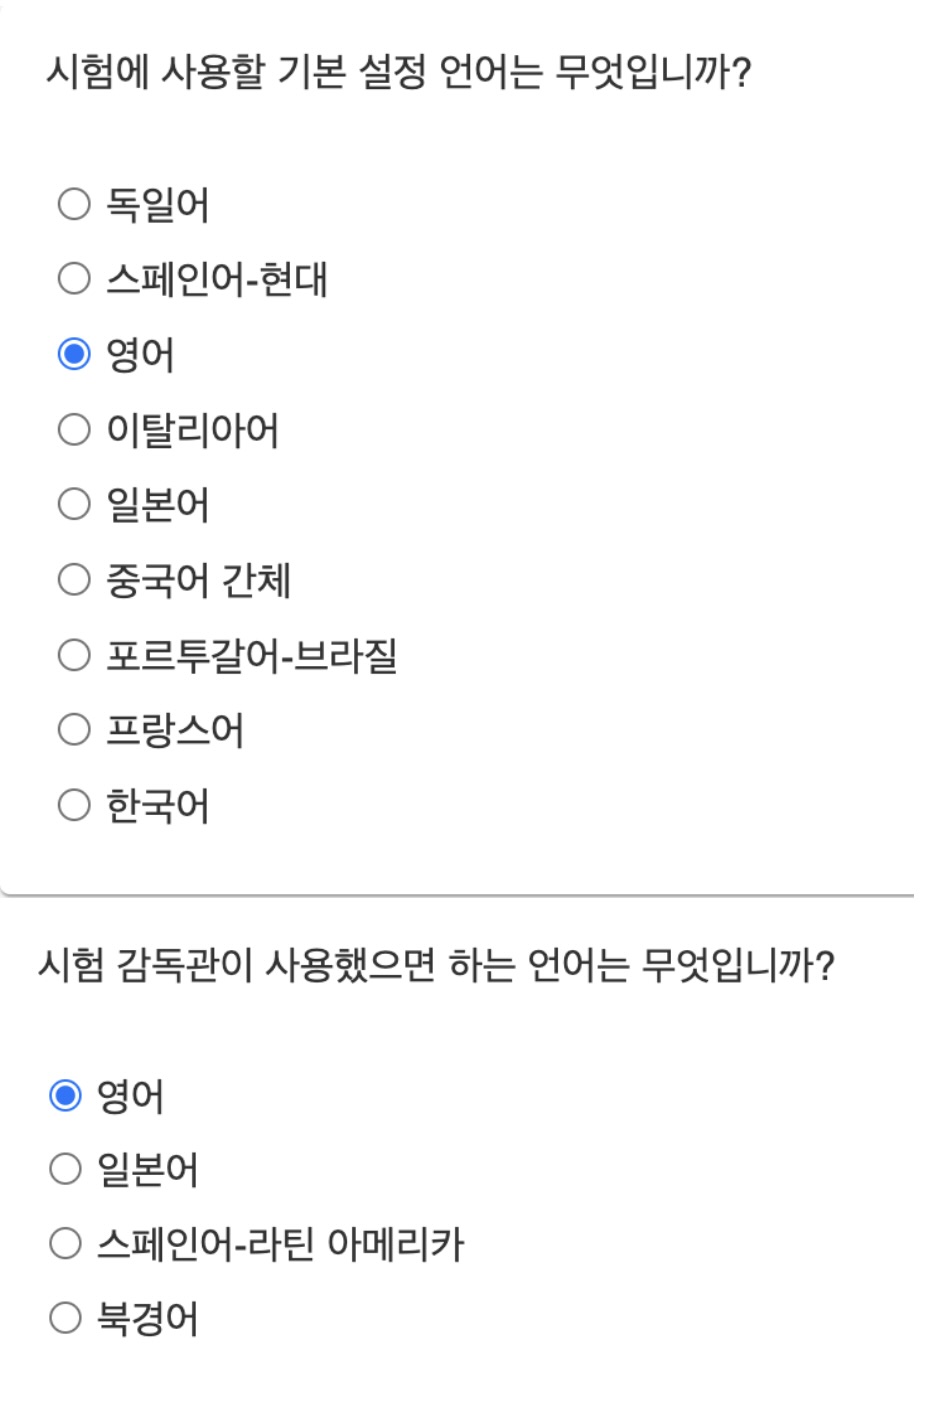 시험에 사용할 기본 설정 언어는 무엇입니까?
독일어
스페인어-현대
영어
이탈리아어
일본어
중국어 간체
포르투갈어-브라질
프랑스어
한국어
시험 감독관이 사용했으면 하는 언어는 무엇입니까?
영어
일본어
스페인어-라틴 아메리카
북경어